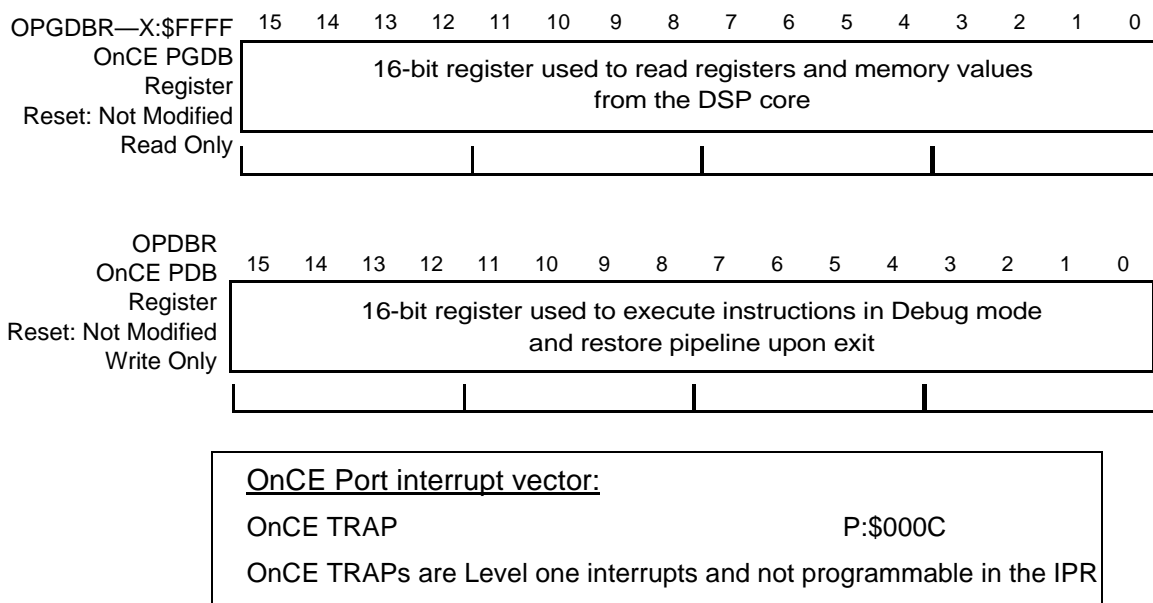 OPGDBR—X:$FFFF
OnCE PGDB
Register
Reset: Not Modified
Read Only
15 14 13 12 11 10 9 8 7 6 5 4 3 2 1 0
16-bit register used to read registers and memory values
from the DSP core
OPDBR
OnCE PDB
Register
Reset: Not Modified
Write Only
15 14 13 12 11 10 9 8 7 6 5 4 3 2 1 0
16-bit register used to execute instructions in Debug mode
and restore pipeline upon exit
OnCE Port interrupt vector:
OnCE TRAP P:$000C
OnCE TRAPs are Level one interrupts and not programmable in the IPR